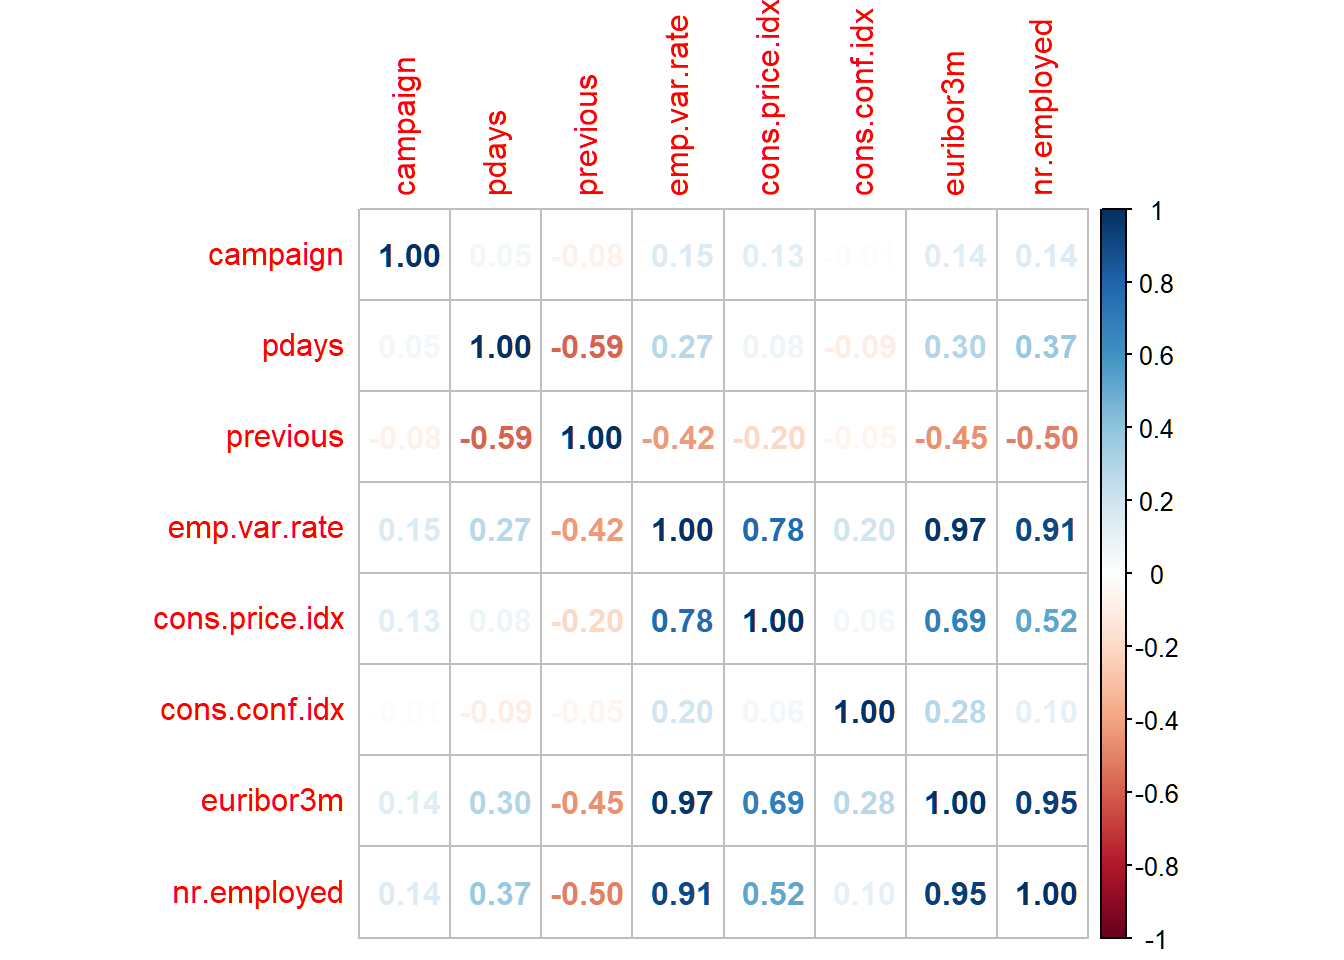 campaign pdays previous emp.var.rate cons.price.idx cons.conf.idx euribor3m nr.employed
campaign 1.00 0.05 -0.08 0.15 0.13 -0.01 0.14 0.14
pdays 0.05 1.00 -0.59 0.27 0.08 -0.09 0.30 0.37
previous -0.08 -0.59 1.00 -0.42 -0.20 -0.05 -0.45 -0.50
emp.var.rate 0.15 0.27 -0.42 1.00 0.78 0.20 0.97 0.91
cons.price.idx 0.13 0.08 -0.20 0.78 1.00 0.06 0.69 0.52
cons.conf.idx -0.01 -0.09 -0.05 0.20 0.06 1.00 0.28 0.10
euribor3m 0.14 0.30 -0.45 0.97 0.69 0.28 1.00 0.95
nr.employed 0.14 0.37 -0.50 0.91 0.52 0.10 0.95 1.00
1
0.8
0.6
0.4
0.2
0
-0.2
-0.4
-0.6
-0.8
-1